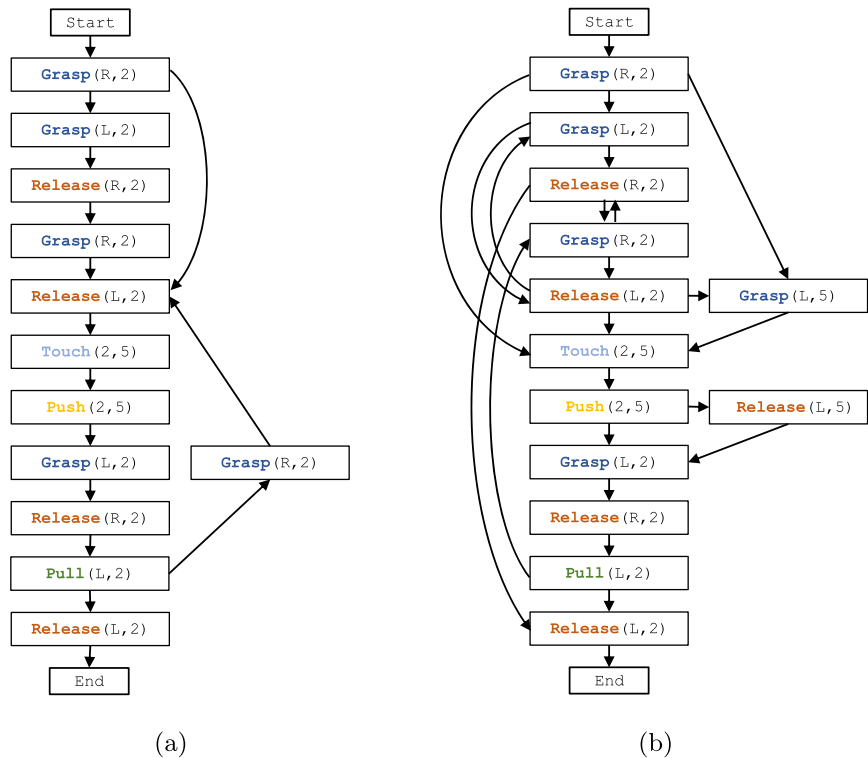 Start
Grasp(R,2)
Grasp(L,2)
Release(R,2)
Grasp(R,2)
Release(L,2)
Touch(2,5)
Push(2,5)
Grasp(L,2)
Grasp(R,2)
Release(R,2)
Pull(L,2)
Release(L,2)
End
(a)
Start
Grasp(R,2)
Grasp(L,2)
Release(R,2)
Grasp(R,2)
Release(L,2)
Grasp(L,5)
Touch(2,5)
Push(2,5)
Release(L,5)
Grasp(L,2)
Release(R,2)
Pull(L,2)
Release(L,2)
End
(b)